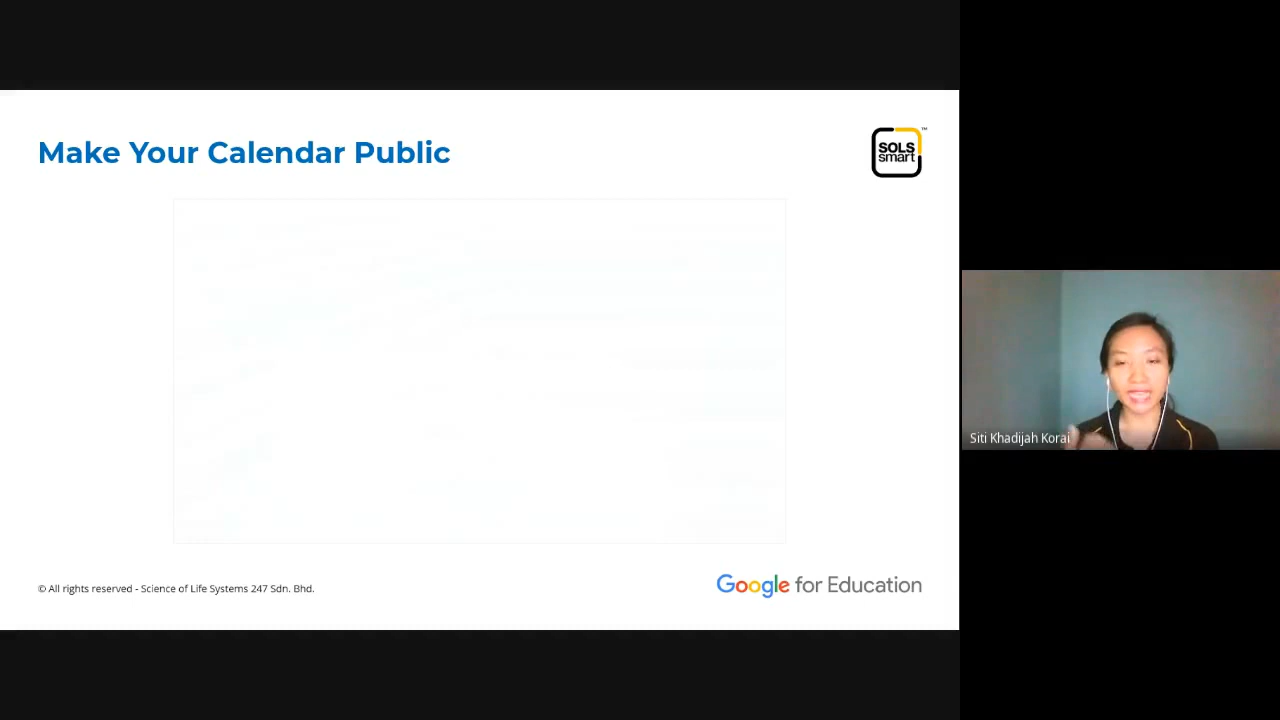 Make Your Calendar Public
SOLS
smart
TM
Siti Khadijah Korai
© All rights reserved - Science of Life Systems 247 Sdn. Bhd.
Google for Education